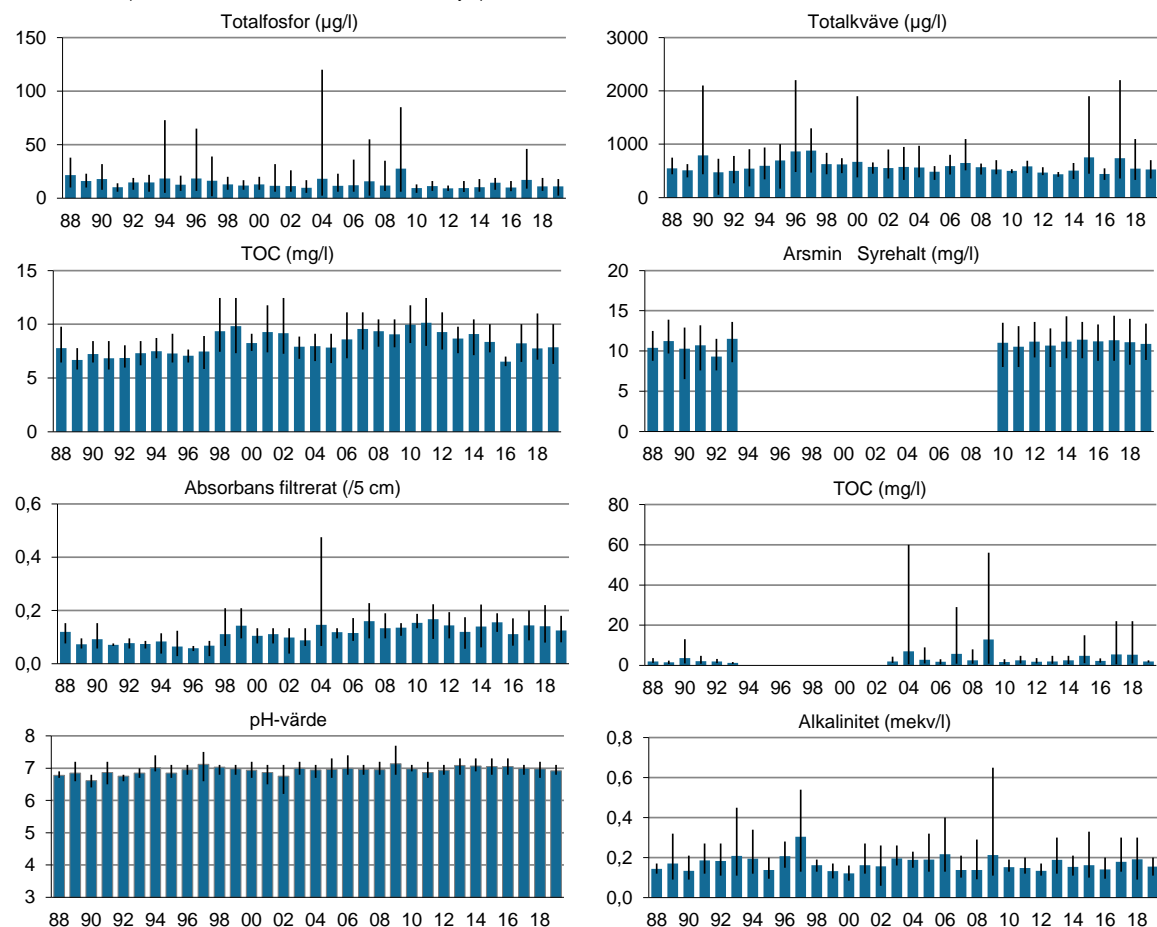 Totalfosfor (µg/l)
150
100
50
0
88 90 92 94 96 98 00 02 04 06 08 10 12 14 16 18
Totalkväve (µg/l)
3000
2000
1000
0
88 90 92 94 96 98 00 02 04 06 08 10 12 14 16 18
TOC (mg/l)
15
10
5
0
88 90 92 94 96 98 00 02 04 06 08 10 12 14 16 18
Arsmin Syrehalt (mg/l)
20
15
10
5
0
88 90 92 94 96 98 00 02 04 06 08 10 12 14 16 18
Absorbans filtrerat (/5 cm)
0,6
0,4
0,2
0,0
88 90 92 94 96 98 00 02 04 06 08 10 12 14 16 18
TOC (mg/l)
80
60
40
20
0
88 90 92 94 96 98 00 02 04 06 08 10 12 14 16 18
pH-värde
8
7
6
5
4
3
88 90 92 94 96 98 00 02 04 06 08 10 12 14 16 18
Alkalinitet (mekv/l)
0,8
0,6
0,4
0,2
0,0
88 90 92 94 96 98 00 02 04 06 08 10 12 14 16 18